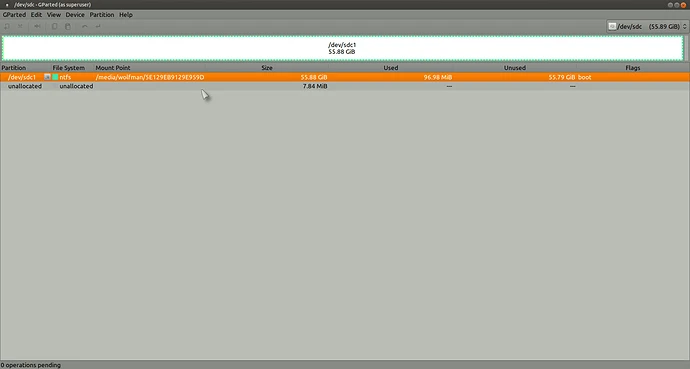 /dev/sdc - GParted (as superuser)
GParted Edit View Device Partition Help
/dev/sdc (55.89 GiB)
/dev/sdc1
55.88 GiB
Partition File System Mount Point Size Used Unused Flags
/dev/sdc1 ntfs /media/wolfman/5E129EB9129E959D 55.88 GiB 96.98 MiB 55.79 GiB boot
unallocated unallocated 7.84 MiB — —
0 operations pending